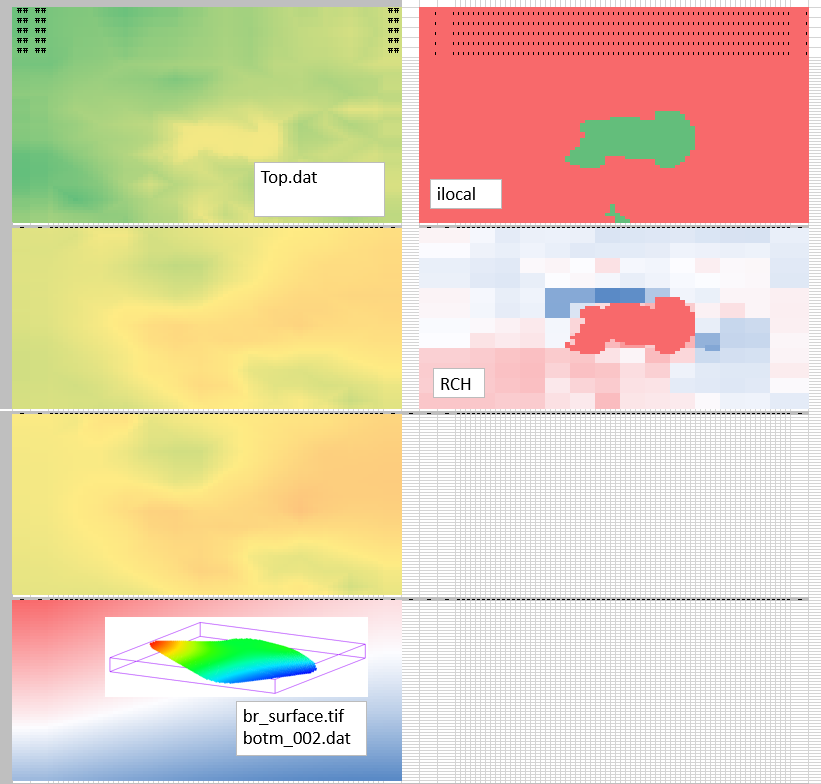 Top.dat
ilocal
RCH
br_surface.tif
botm_002.dat